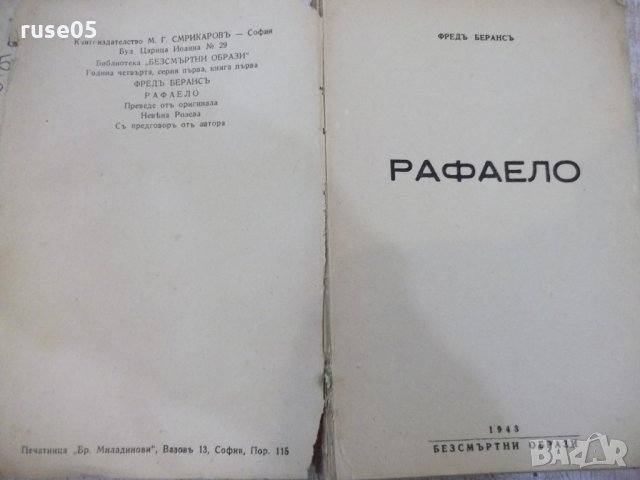 ruse05
Книгоиздателство М. Г. СМРИКАРОВЪ — София
Бул. Царица Иоанна № 29
Библиотека „БЕЗСМЪРТНИ ОБРАЗИ"
Година четвърта, серия първа, книга първа
ФРЕДЪ БЕРАНСЪ
РАФАЕЛО
Преведе отъ оригинала
Невѣна Розева
Съ предговоръ отъ автора
Печатница „Бр. Миладинови", Вазовъ 13, София, Пор. 115
ФРЕДЪ БЕРАНСЪ
РАФАЕЛО
1943
БЕЗСМЪРТНИ ОБРАЗИ
BAZAR